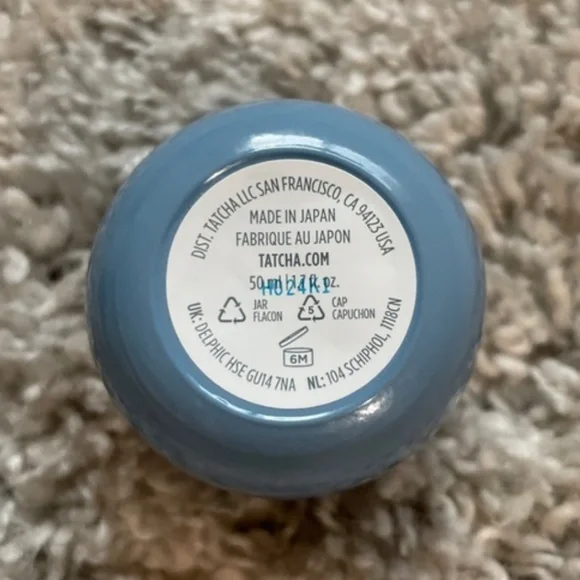 DIST. TATCHA LLC SAN FRANCISCO, CA 94123 USA
MADE IN JAPAN
FABRIQUE AU JAPON
TATCHA.COM
50 ml | 1.7 fl. oz.
H024K1
JAR
FLACON
5
CAP
CAPUCHON
6M
UK: DELPHIC HSE GU14 7NA NL: 104 SCHIPHOL, 1118CN